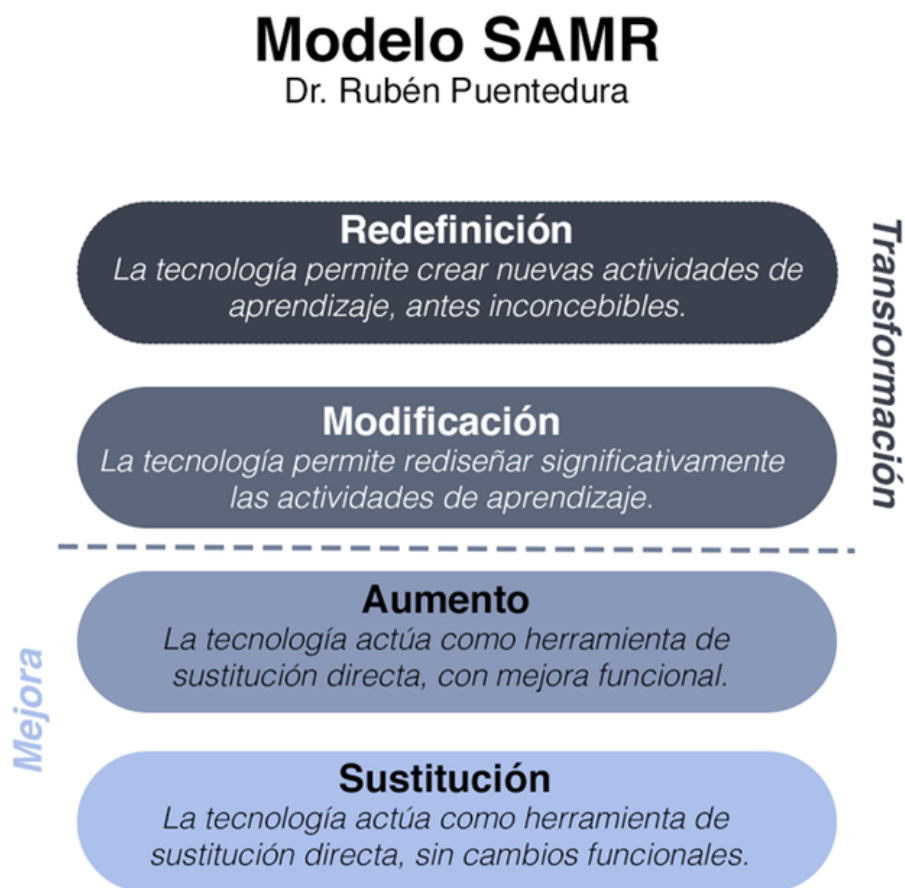 Modelo SAMR
Dr. Rubén Puentedura
Redefinición
La tecnología permite crear nuevas actividades de
aprendizaje, antes inconcebibles.
Modificación
La tecnología permite rediseñar significativamente
las actividades de aprendizaje.
Transformación
Aumento
La tecnología actúa como herramienta de
sustitución directa, con mejora funcional.
Sustitución
La tecnología actúa como herramienta de
sustitución directa, sin cambios funcionales.
Mejora